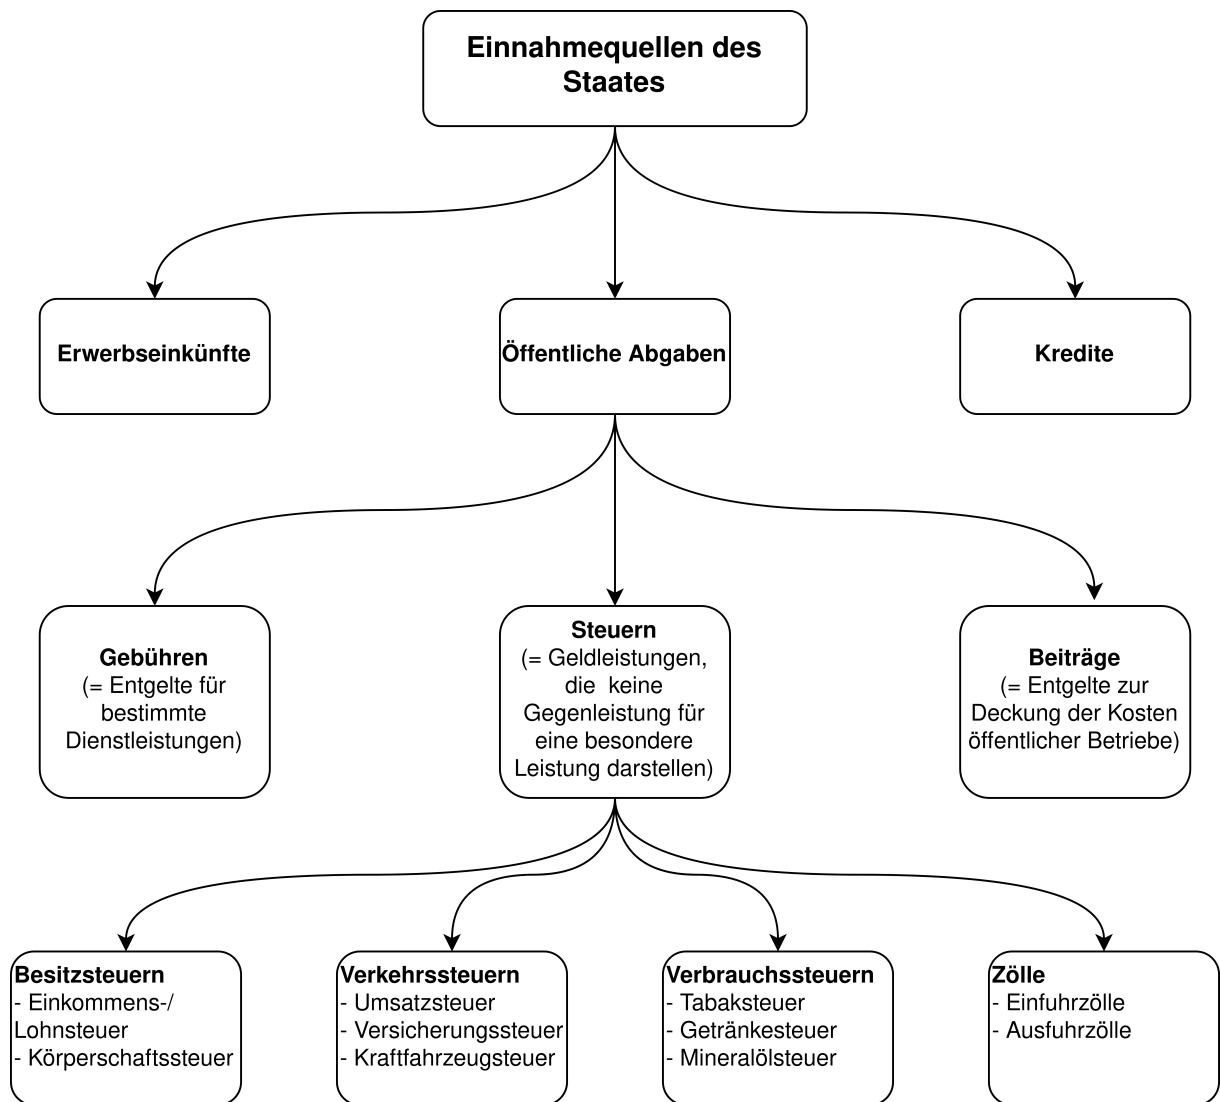 Einnahmequellen des
Staates
Erwerbseinkünfte
Öffentliche Abgaben
Kredite
Gebühren
(= Entgelte für
bestimmte
Dienstleistungen)
Steuern
(= Geldleistungen,
die keine
Gegenleistung für
eine besondere
Leistung darstellen)
Beiträge
(= Entgelte zur
Deckung der Kosten
öffentlicher Betriebe)
Besitzsteuern
- Einkommens-/
Lohnsteuer
- Körperschaftssteuer
Verkehrssteuern
- Umsatzsteuer
- Versicherungssteuer
- Kraftfahrzeugsteuer
Verbrauchssteuern
- Tabaksteuer
- Getränkesteuer
- Mineralölsteuer
Zölle
- Einfuhrzölle
- Ausfuhrzölle